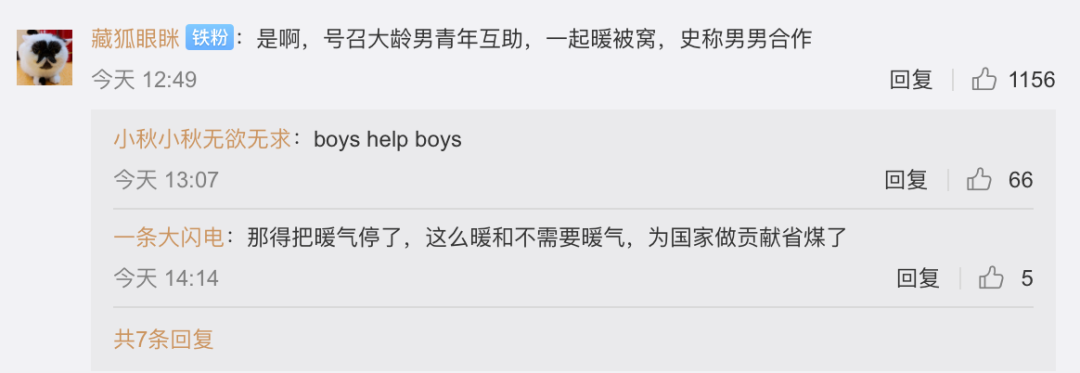 藏狐眼眯 铁粉：是啊，号召大龄男青年互助，一起暖被窝，史称男男合作
今天 12:49 回复 1156
小秋小秋无欲无求：boys help boys
今天 13:07 回复 66
一条大闪电：那得把暖气停了，这么暖和不需要暖气，为国家做贡献省煤了
今天 14:14 回复 5
共7条回复